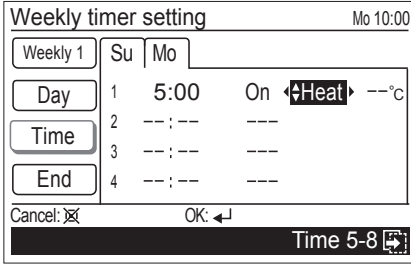 Weekly timer setting Mo 10:00
Weekly 1 Su Mo
Day 1 5:00 On Heat --°C
2 --:-- ---
Time
3 --:-- ---
End 4 --:-- ---
Cancel: OK:
Time 5-8